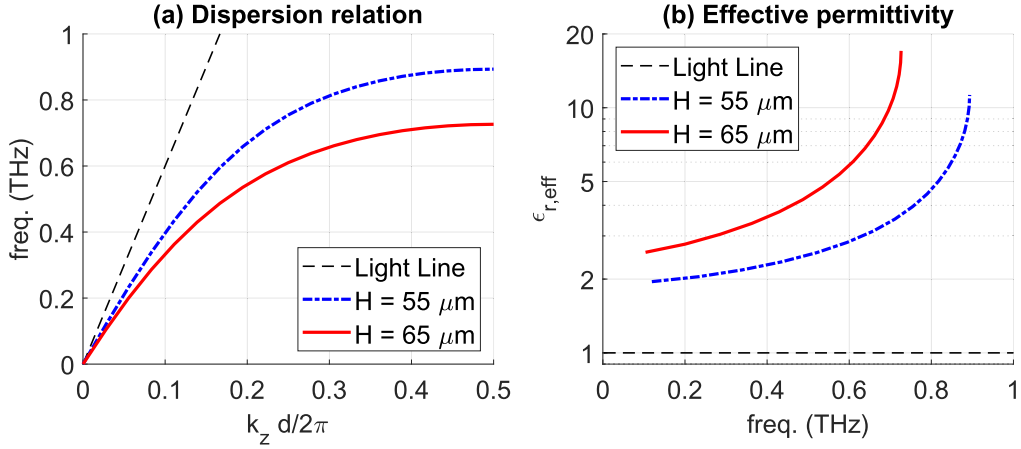 (a) Dispersion relation
1
0.8
0.6
0.4
0.2
0
freq. (THz)
0
0.1
0.2
0.3
0.4
0.5
k_z d/2π
Light Line
H = 55 μm
H = 65 μm
(b) Effective permittivity
20
10
5
2
1
ϵ_r,eff
0
0.2
0.4
0.6
0.8
1
freq. (THz)
Light Line
H = 55 μm
H = 65 μm